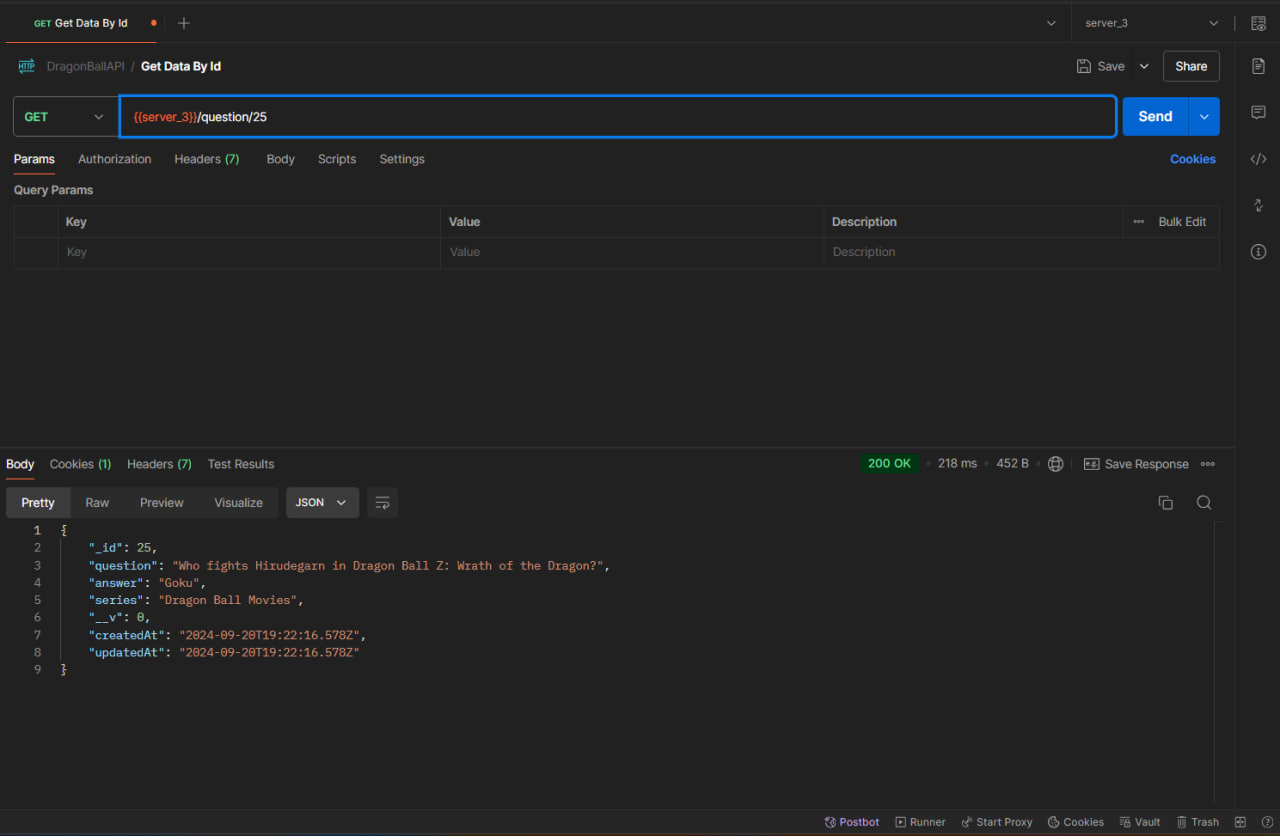 GET Get Data By Id
server_3
HTTP DragonBallAPI / Get Data By Id Save Share
GET {{server_3}}/question/25 Send
Params Authorization Headers (7) Body Scripts Settings Cookies
Query Params
Key Value Description Bulk Edit
Key Value Description
Body Cookies (1) Headers (7) Test Results 200 OK 218 ms 452 B e.g. Save Response
Pretty Raw Preview Visualize JSON
1 {
2 "_id": 25,
3 "question": "Who fights Hirudegarn in Dragon Ball Z: Wrath of the Dragon?",
4 "answer": "Goku",
5 "series": "Dragon Ball Movies",
6 "__v": 0,
7 "createdAt": "2024-09-20T19:22:16.578Z",
8 "updatedAt": "2024-09-20T19:22:16.578Z"
9 }
Postbot Runner Start Proxy Cookies Vault Trash